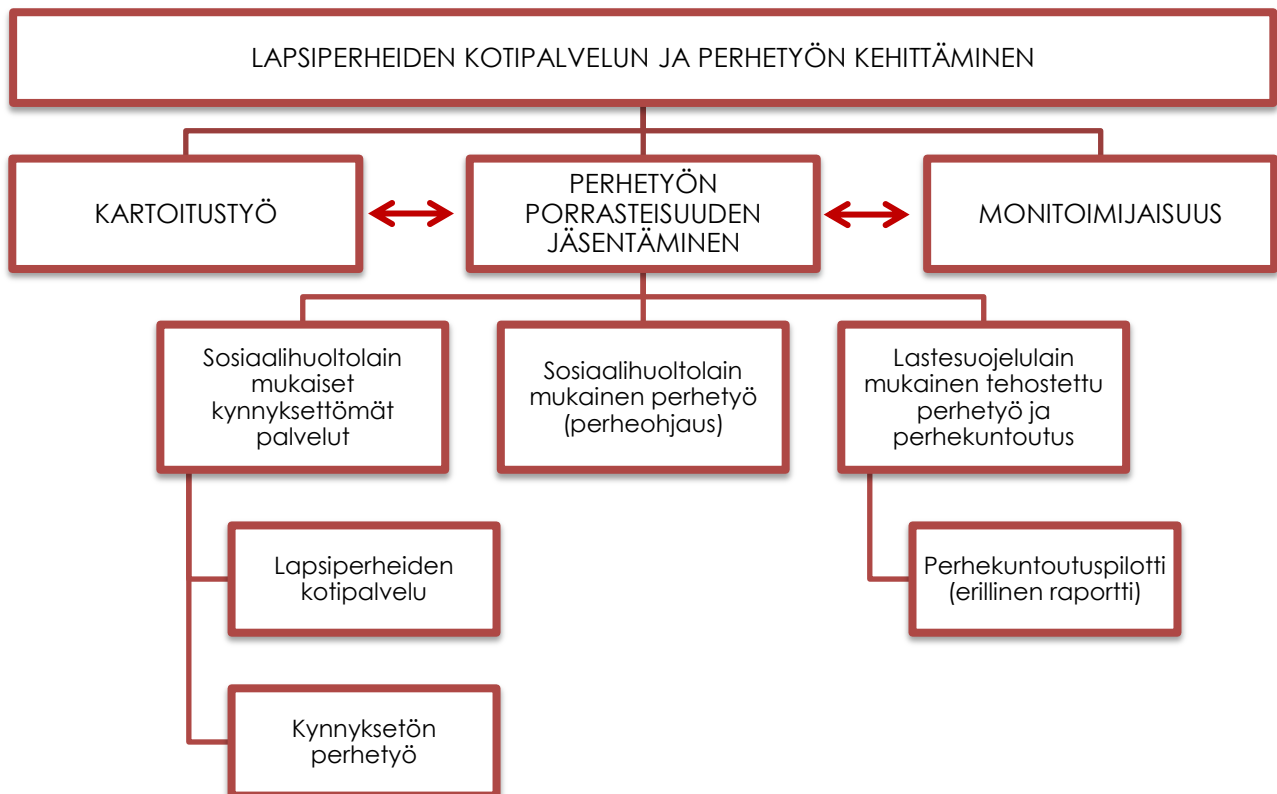 LAPSIPERHEIDEN KOTIPALVELUN JA PERHETYÖN KEHITTÄMINEN
KARTOITUSTYÖ
PERHETYÖN
PORRASTEISUUDEN
JÄSENTÄMINEN
MONITOIMIJAISUUS
Sosiaalihuoltolain
mukaiset
kynnyksettömät
palvelut
Sosiaalihuoltolain
mukainen perhetyö
(perheohjaus)
Lastesuojelulain
mukainen tehostettu
perhetyö ja
perhekuntoutus
Lapsiperheiden
kotipalvelu
Perhekuntoutuspilotti
(erillinen raportti)
Kynnyksetön
perhetyö